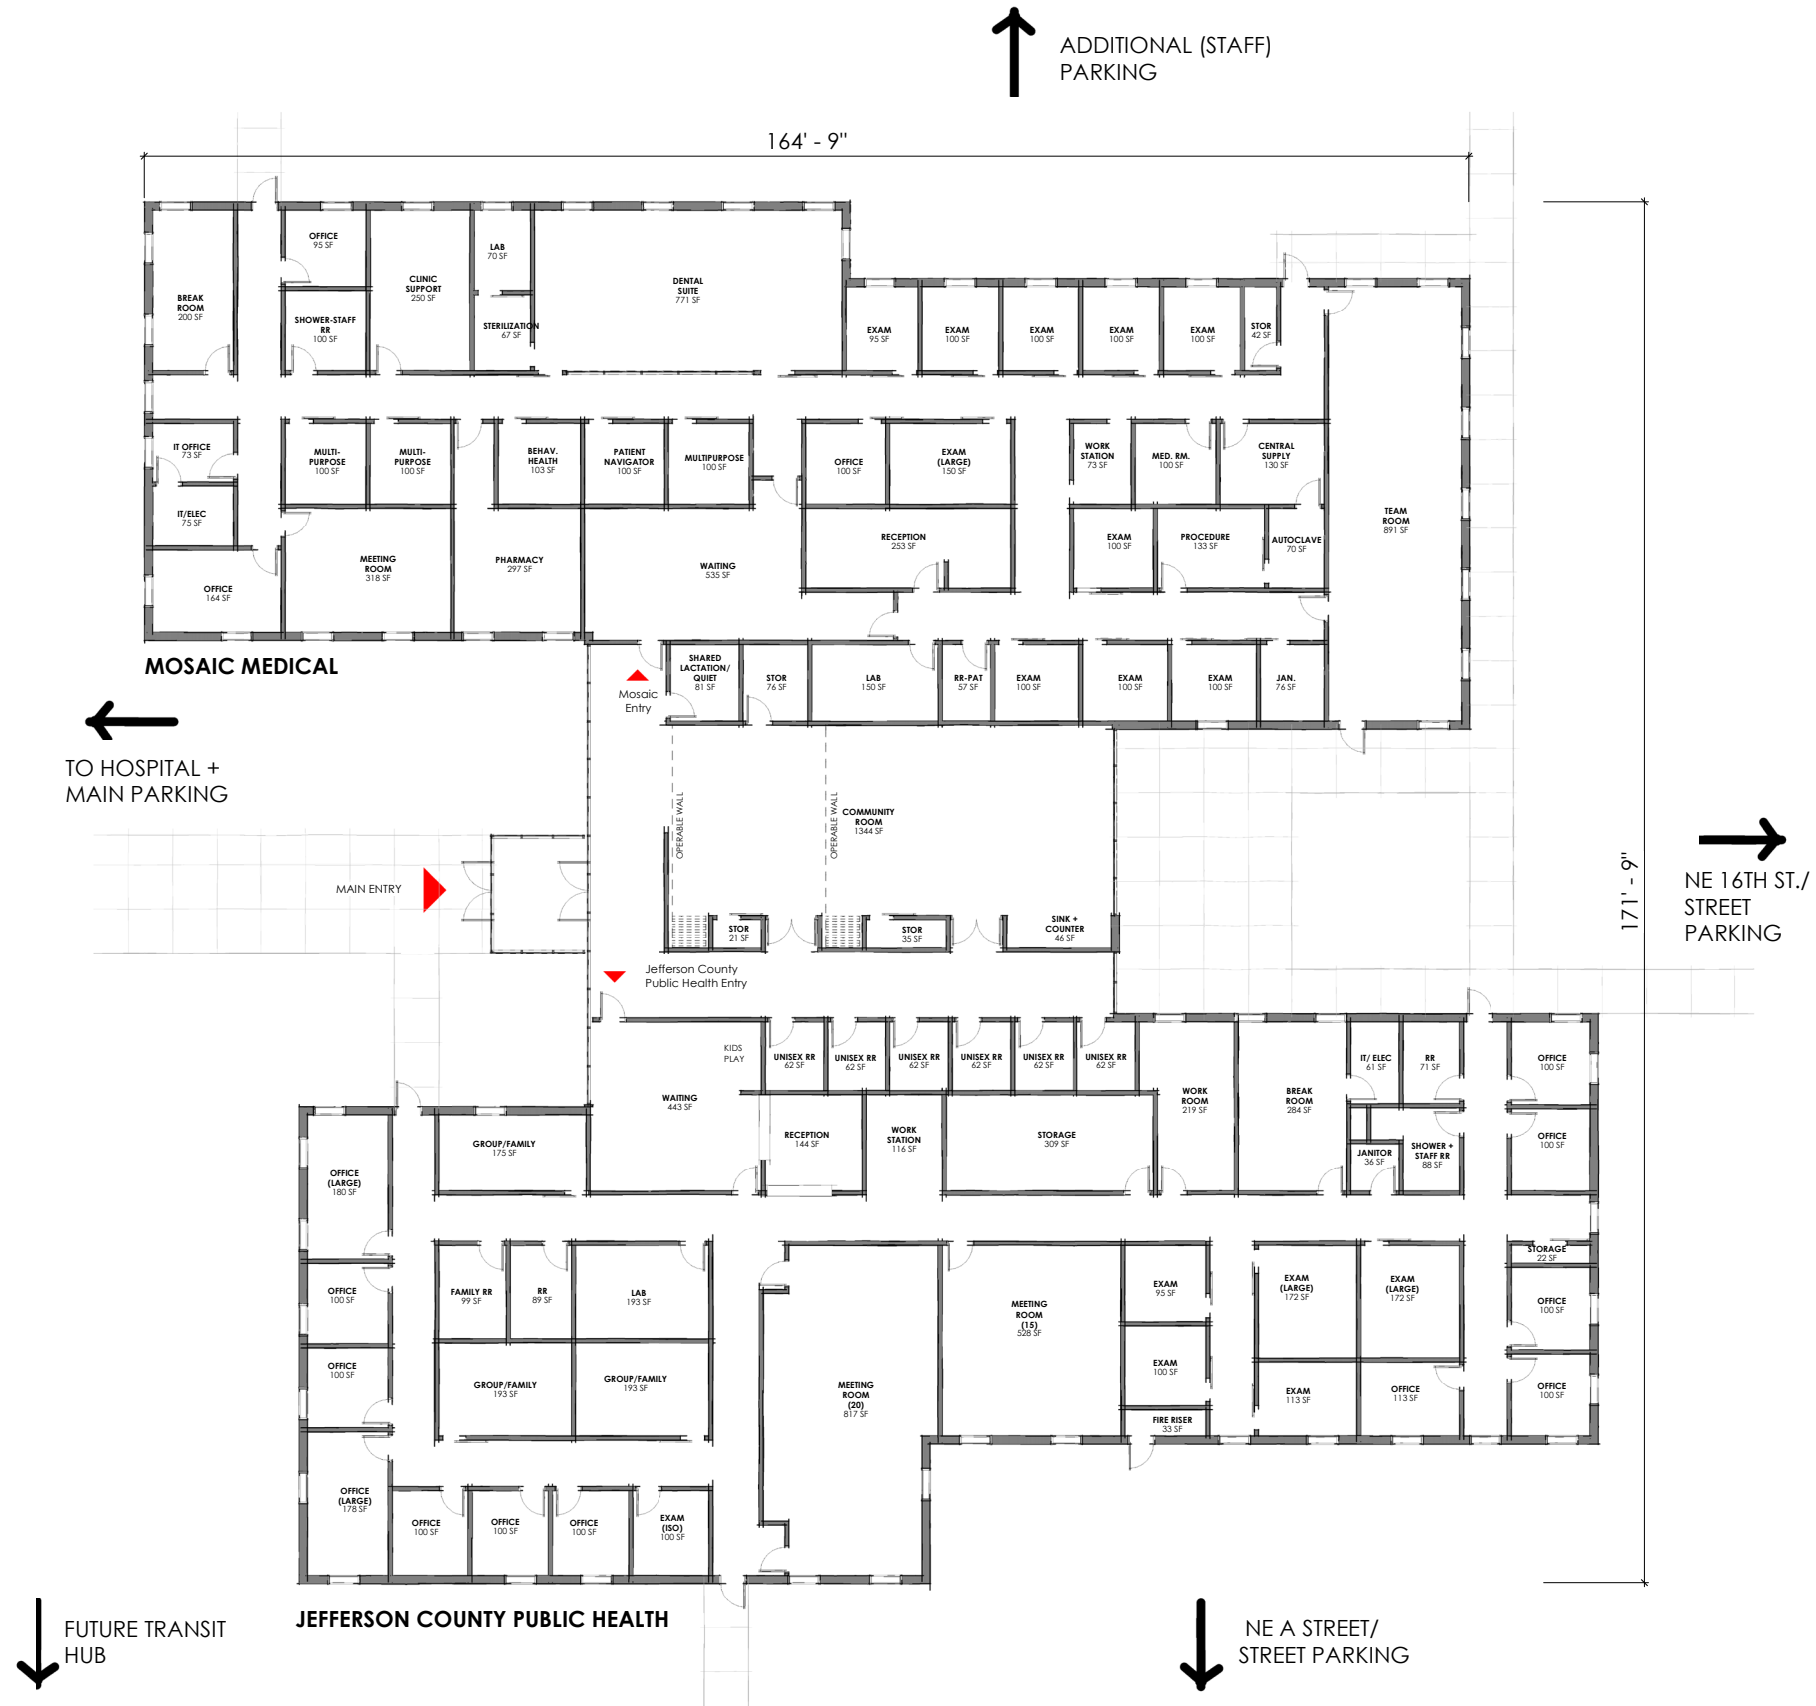 ADDITIONAL (STAFF)
PARKING
164' - 9"
OFFICE
95 SF
LAB
70 SF
CLINIC
SUPPORT
250 SF
DENTAL
SUITE
771 SF
BREAK
ROOM
200 SF
SHOWER-STAFF
RR
100 SF
STERILIZATION
67 SF
EXAM
95 SF
EXAM
100 SF
EXAM
100 SF
EXAM
100 SF
EXAM
100 SF
STOR
42 SF
IT OFFICE
73 SF
MULTI-
PURPOSE
100 SF
MULTI-
PURPOSE
100 SF
BEHAV.
HEALTH
103 SF
PATIENT
NAVIGATOR
100 SF
MULTIPURPOSE
100 SF
OFFICE
100 SF
EXAM
(LARGE)
150 SF
WORK
STATION
73 SF
MED. RM.
100 SF
CENTRAL
SUPPLY
130 SF
IT/ELEC
75 SF
TEAM
ROOM
891 SF
MEETING
ROOM
318 SF
PHARMACY
297 SF
WAITING
535 SF
RECEPTION
253 SF
EXAM
100 SF
PROCEDURE
133 SF
AUTOCLAVE
70 SF
OFFICE
164 SF
MOSAIC MEDICAL
SHARED
LACTATION/
QUIET
81 SF
STOR
76 SF
LAB
150 SF
RR-PAT
57 SF
EXAM
100 SF
EXAM
100 SF
EXAM
100 SF
JAN.
76 SF
Mosaic
Entry
TO HOSPITAL +
MAIN PARKING
OPERABLE WALL
OPERABLE WALL
COMMUNITY
ROOM
1344 SF
171' - 9"
NE 16TH ST./
STREET
PARKING
MAIN ENTRY
STOR
21 SF
STOR
35 SF
SINK +
COUNTER
46 SF
Jefferson County
Public Health Entry
KIDS
PLAY
UNISEX RR
62 SF
UNISEX RR
62 SF
UNISEX RR
62 SF
UNISEX RR
62 SF
UNISEX RR
62 SF
UNISEX RR
62 SF
IT/ ELEC
61 SF
RR
71 SF
OFFICE
100 SF
WAITING
443 SF
WORK
ROOM
219 SF
BREAK
ROOM
284 SF
GROUP/FAMILY
175 SF
RECEPTION
144 SF
WORK
STATION
116 SF
STORAGE
309 SF
JANITOR
36 SF
SHOWER +
STAFF RR
88 SF
OFFICE
100 SF
OFFICE
(LARGE)
180 SF
STORAGE
22 SF
OFFICE
100 SF
FAMILY RR
99 SF
RR
89 SF
LAB
193 SF
MEETING
ROOM
(15)
528 SF
EXAM
95 SF
EXAM
(LARGE)
172 SF
EXAM
(LARGE)
172 SF
OFFICE
100 SF
OFFICE
100 SF
GROUP/FAMILY
193 SF
GROUP/FAMILY
193 SF
MEETING
ROOM
(20)
817 SF
EXAM
100 SF
EXAM
113 SF
OFFICE
113 SF
OFFICE
100 SF
FIRE RISER
33 SF
OFFICE
(LARGE)
178 SF
OFFICE
100 SF
OFFICE
100 SF
OFFICE
100 SF
EXAM
(ISO)
100 SF
JEFFERSON COUNTY PUBLIC HEALTH
FUTURE TRANSIT
HUB
NE A STREET/
STREET PARKING